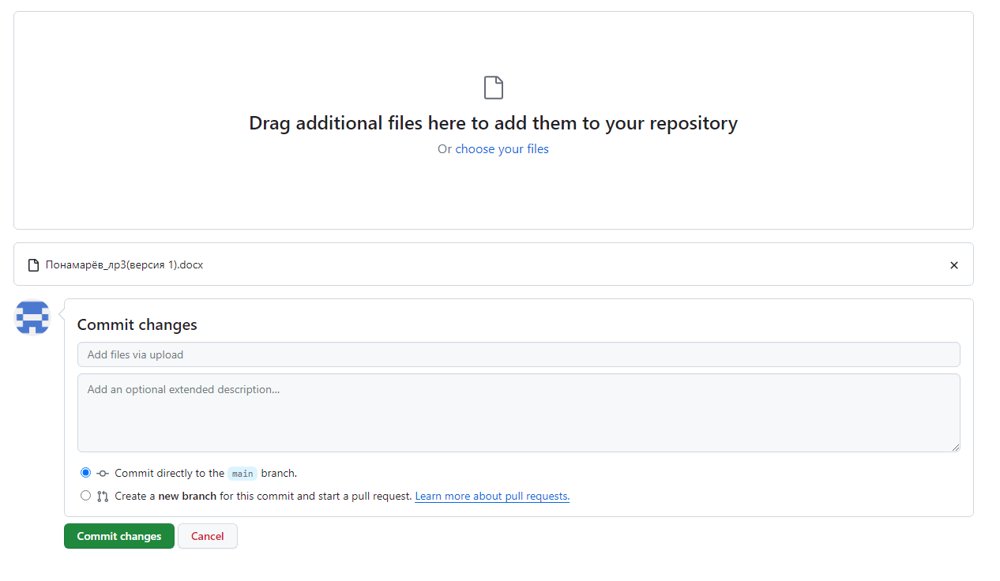 Drag additional files here to add them to your repository
Or choose your files
Понамарёв_лр3(версия 1).docx
Commit changes
Add files via upload
Add an optional extended description...
Commit directly to the main branch.
Create a new branch for this commit and start a pull request. Learn more about pull requests.
Commit changes Cancel